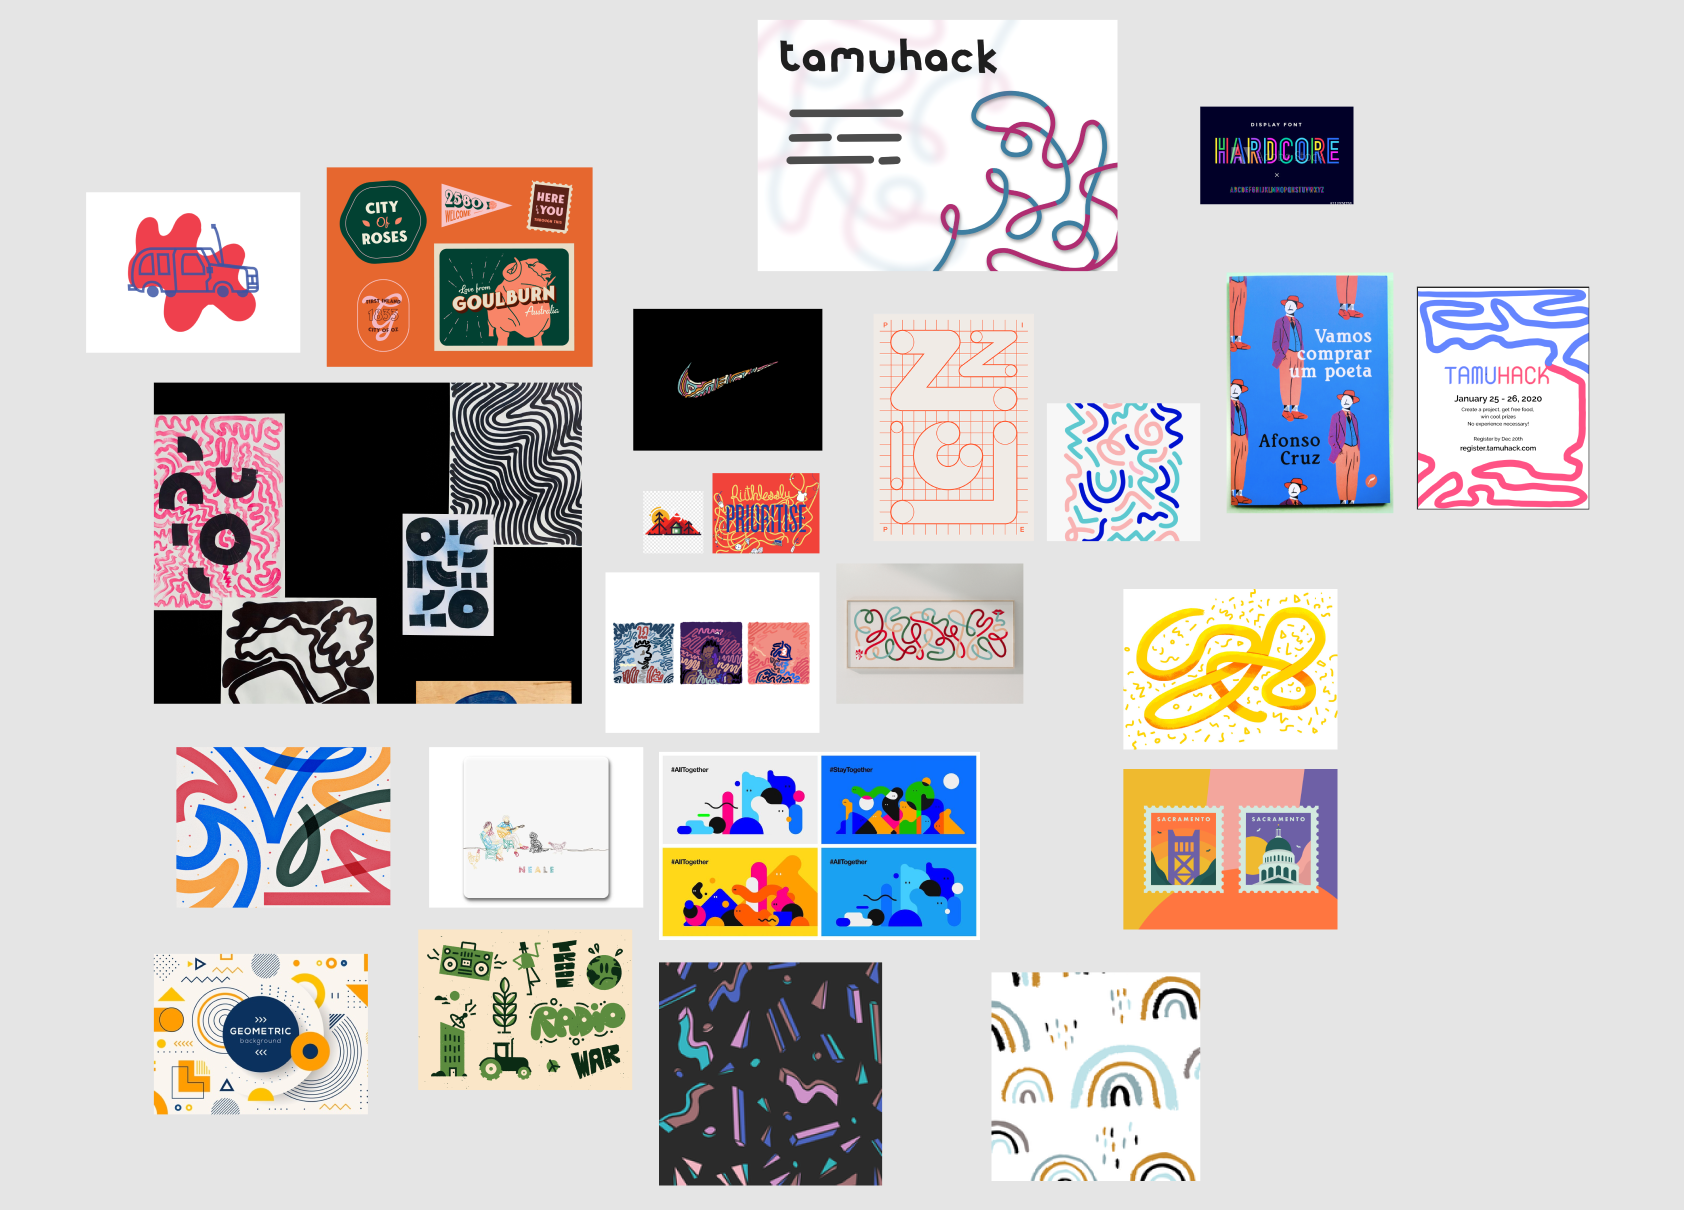 tamuhack
DISPLAY FONT
HARDCORE
×
ABCDEFGHIJKLMNOPQRSTUVWXYZ
CITY
Of
ROSES
2580
WELCOME
HERE
YOU
Love from
GOULBURN
Australia
FIRST INLAND
1863
CITY OF OZ
P
I
P
E
Vamos
comprar
um poeta
Afonso
Cruz
TAMUHACK
January 25 - 26, 2020
Create a project, get free food,
win cool prizes
No experience necessary!
Register by Dec 20th
register.tamuhack.com
Ruthlessly
PRIORITISE
#AllTogether
#StayTogether
#AllTogether
#AllTogether
NEALE
SACRAMENTO
SACRAMENTO
GEOMETRIC
background
RADIO
WAR